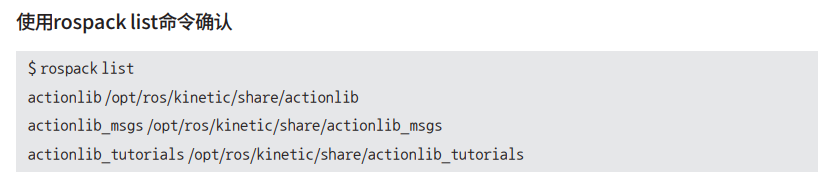 使用rospack list命令确认
$ rospack list
actionlib /opt/ros/kinetic/share/actionlib
actionlib_msgs /opt/ros/kinetic/share/actionlib_msgs
actionlib_tutorials /opt/ros/kinetic/share/actionlib_tutorials